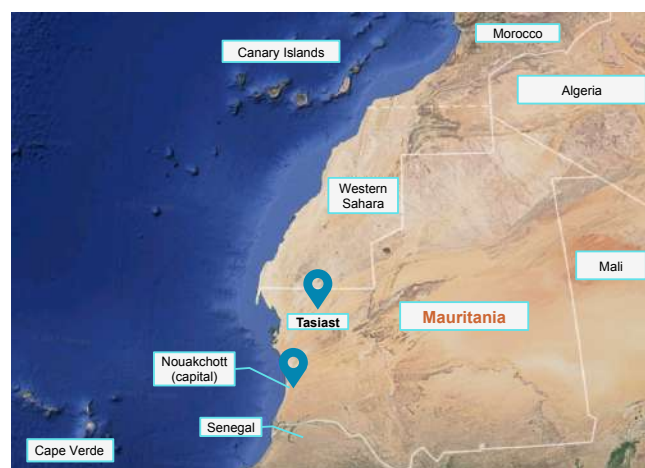 Morocco
Canary Islands
Algeria
Western
Sahara
Mali
Tasiast
Mauritania
Nouakchott
(capital)
Senegal
Cape Verde